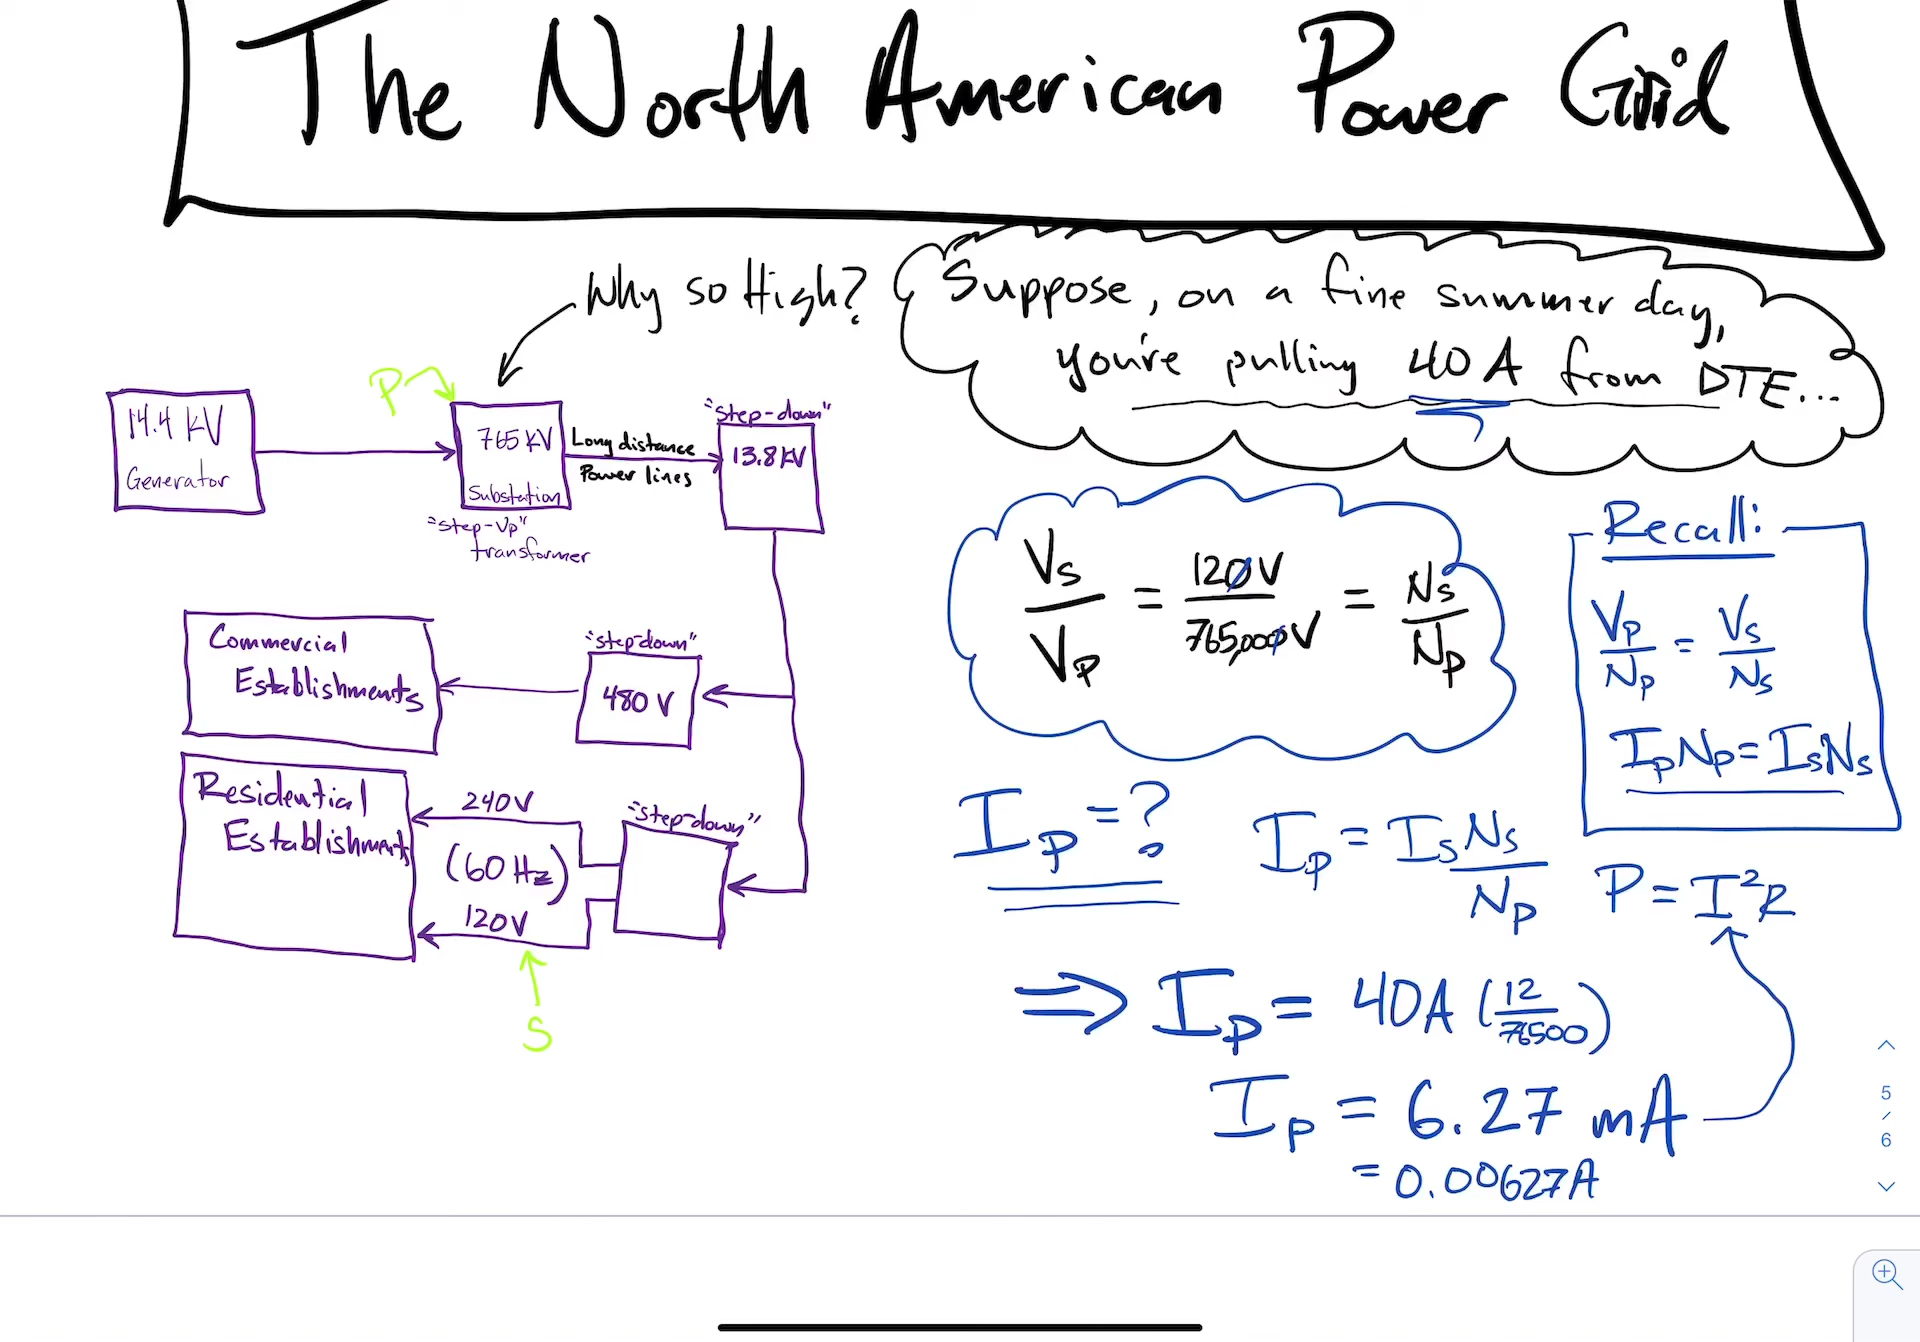 The North American Power Grid
Why so High?
Suppose, on a fine summer day,
you're pulling 40 A from DTE...
P
14.4 kV
Generator
765 KV
Substation
"Step-Up"
transformer
Long distance
Power lines
"Step-down"
13.8 kV
Commercial
Establishments
"step-down"
480 V
Residential
Establishments
240V
(60 Hz)
120V
"step-down"
S
Vs/Vp = 120V/765,000V = Ns/Np
Recall:
Vp/Np = Vs/Ns
IpNp = IsNs
Ip = ?
Ip = IsNs/Np
P = I²R
⇒ Ip = 40A (12/76500)
Ip = 6.27 mA
= 0.00627A
5
/
6